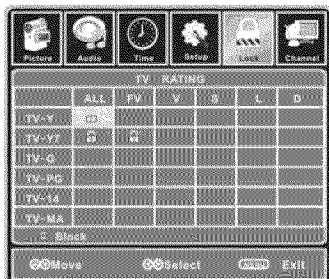 Picture Audio Time Setup Lock Channel
TV RATING
ALL FV V S L D
TV-Y
TV-Y7
TV-G
TV-PG
TV-14
TV-MA
: Block
Move Select MENU Exit